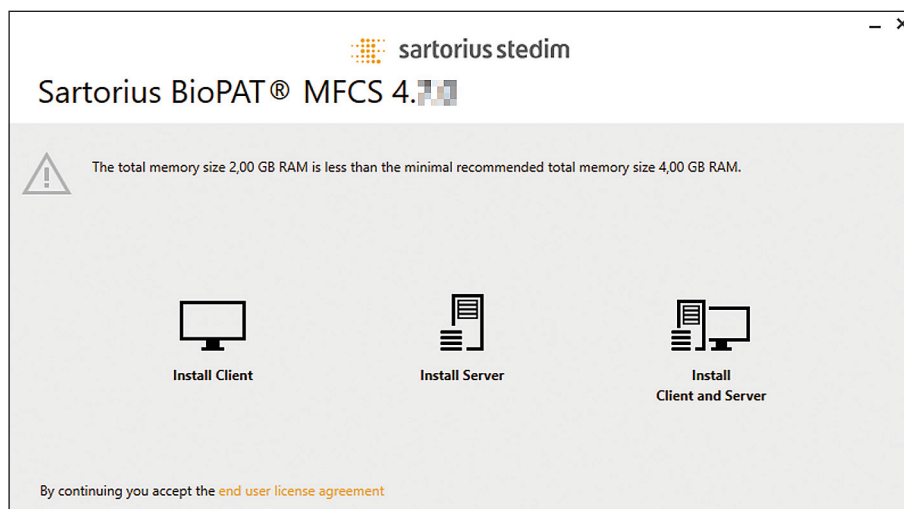 sartorius stedim
Sartorius BioPAT® MFCS 4.
The total memory size 2,00 GB RAM is less than the minimal recommended total memory size 4,00 GB RAM.
Install Client
Install Server
Install
Client and Server
By continuing you accept the end user license agreement